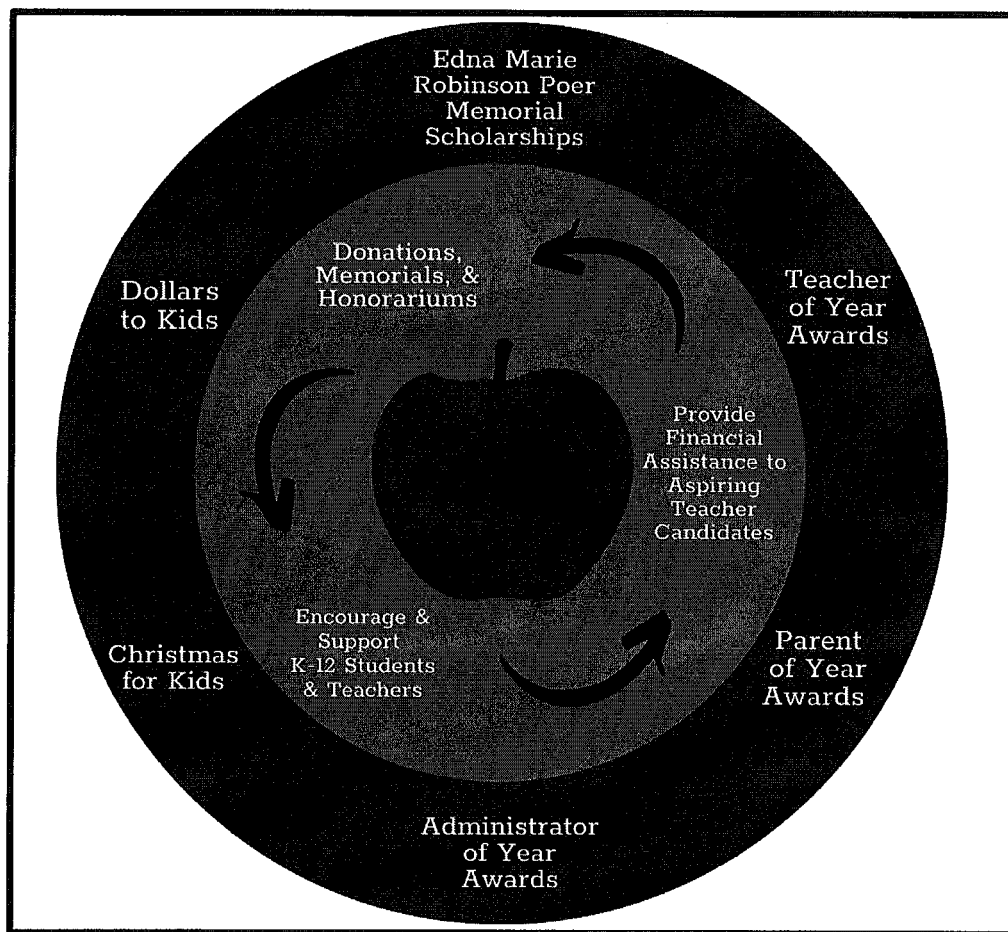 Edna Marie
Robinson Poer
Memorial
Scholarships
Donations,
Memorials, &
Honorariums
Dollars
to Kids
Teacher
of Year
Awards
Provide
Financial
Assistance to
Aspiring
Teacher
Candidates
Encourage &
Support
K-12 Students
& Teachers
Christmas
for Kids
Parent
of Year
Awards
Administrator
of Year
Awards